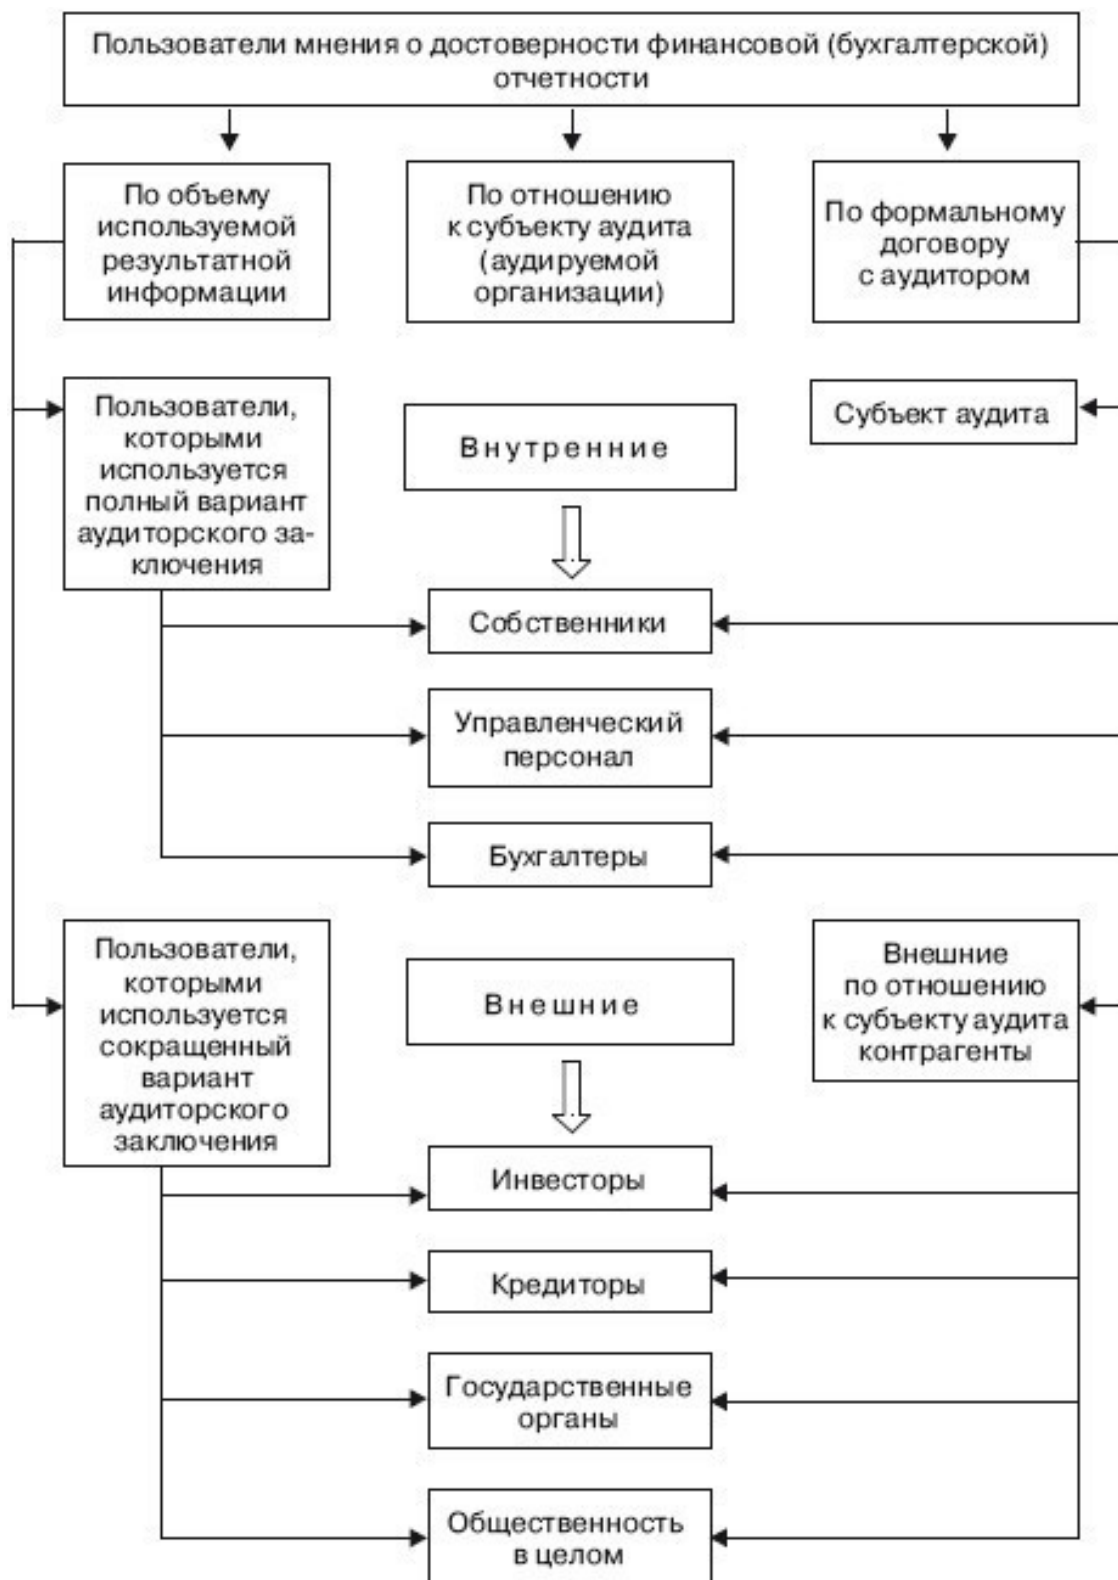 Пользователи мнения о достоверности финансовой (бухгалтерской)
отчетности
По объему
используемой
результатной
информации
По отношению
к субъекту аудита
(аудируемой
организации)
По формальному
договору
с аудитором
Пользователи,
которыми
используется
полный вариант
аудиторского за-
ключения
Внутренние
Субъект аудита
Собственники
Управленческий
персонал
Бухгалтеры
Пользователи,
которыми
используется
сокращенный
вариант
аудиторского
заключения
Внешние
Внешние
по отношению
к субъекту аудита
контрагенты
Инвесторы
Кредиторы
Государственные
органы
Общественность
в целом